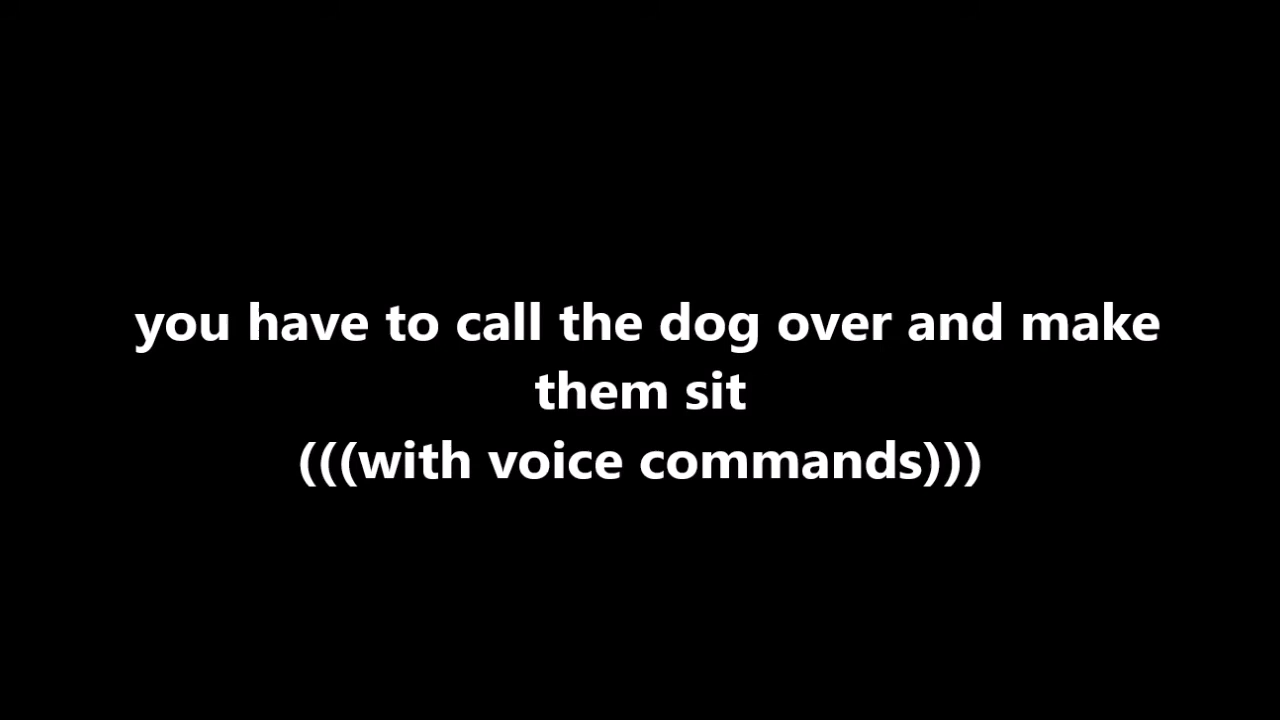 you have to call the dog over and make
them sit
(((with voice commands)))